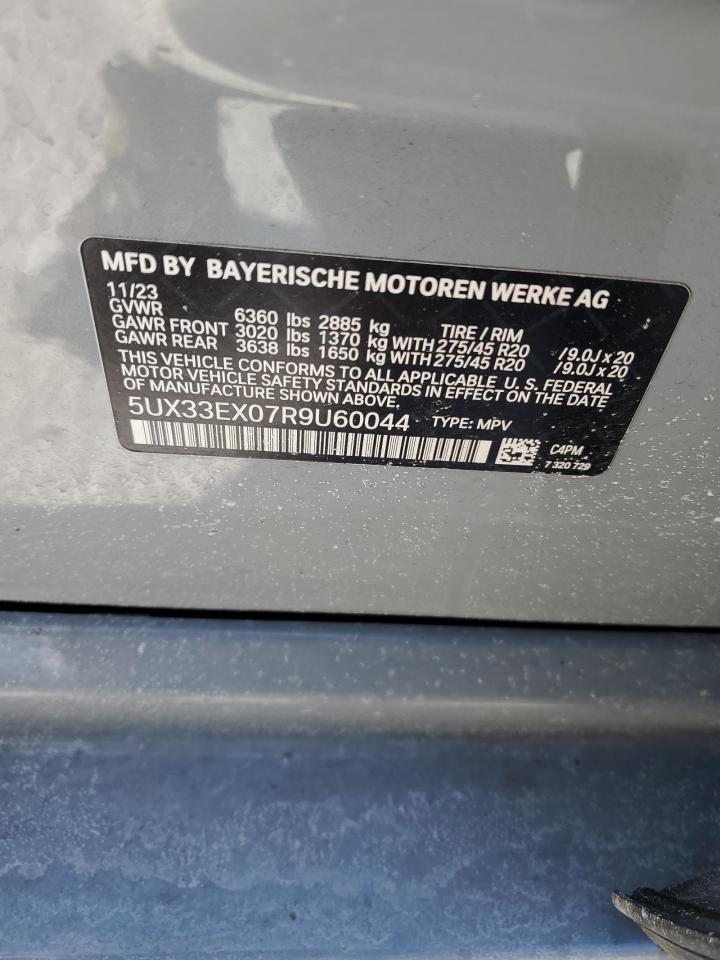 MFD BY BAYERISCHE MOTOREN WERKE AG
11/23
GVWR 6360 lbs 2885 kg TIRE / RIM
GAWR FRONT 3020 lbs 1370 kg WITH 275/45 R20 /9.0J x 20
GAWR REAR 3638 lbs 1650 kg WITH 275/45 R20 /9.0J x 20
THIS VEHICLE CONFORMS TO ALL APPLICABLE U. S. FEDERAL
MOTOR VEHICLE SAFETY STANDARDS IN EFFECT ON THE DATE
OF MANUFACTURE SHOWN ABOVE.
5UX33EX07R9U60044 TYPE: MPV
C4PM
7 320 729